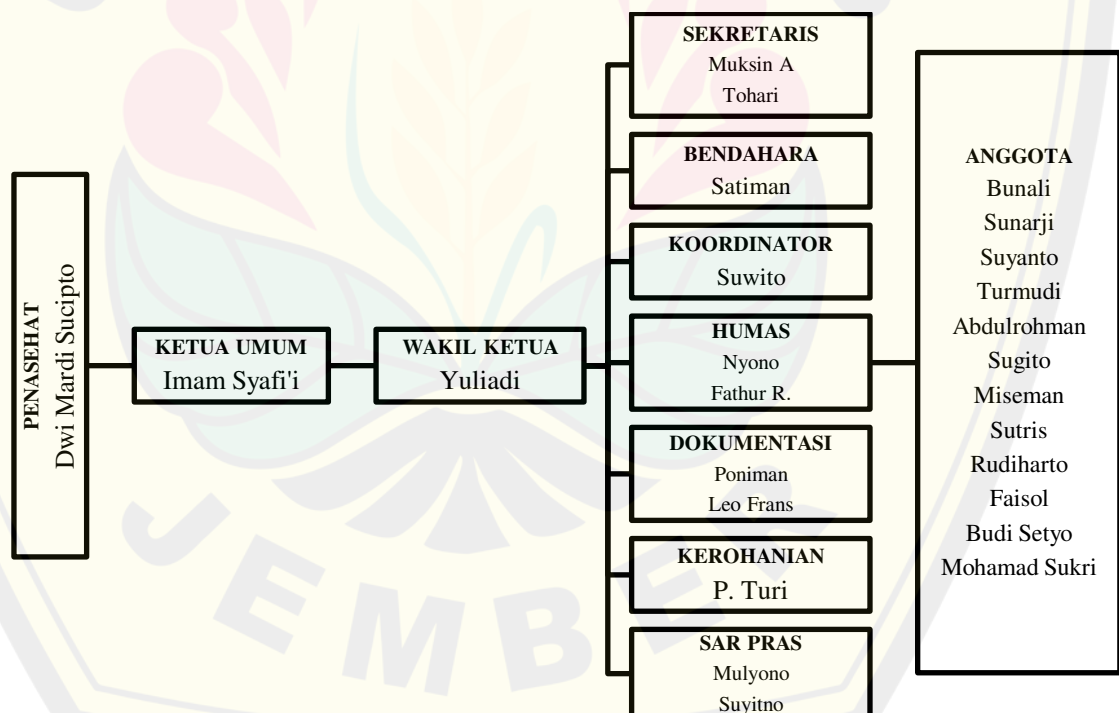 PENASEHAT
Dwi Mardi Sucipto
KETUA UMUM
Imam Syafi'i
WAKIL KETUA
Yuliadi
SEKRETARIS
Muksin A
Tohari
BENDAHARA
Satiman
KOORDINATOR
Suwito
HUMAS
Nyono
Fathur R.
DOKUMENTASI
Poniman
Leo Frans
KEROHANIAN
P. Turi
SAR PRAS
Mulyono
Suyitno
ANGGOTA
Bunali
Sunarji
Suyanto
Turmudi
Abdulrohman
Sugito
Miseman
Sutris
Rudiharto
Faisol
Budi Setyo
Mohamad Sukri
JEMBER